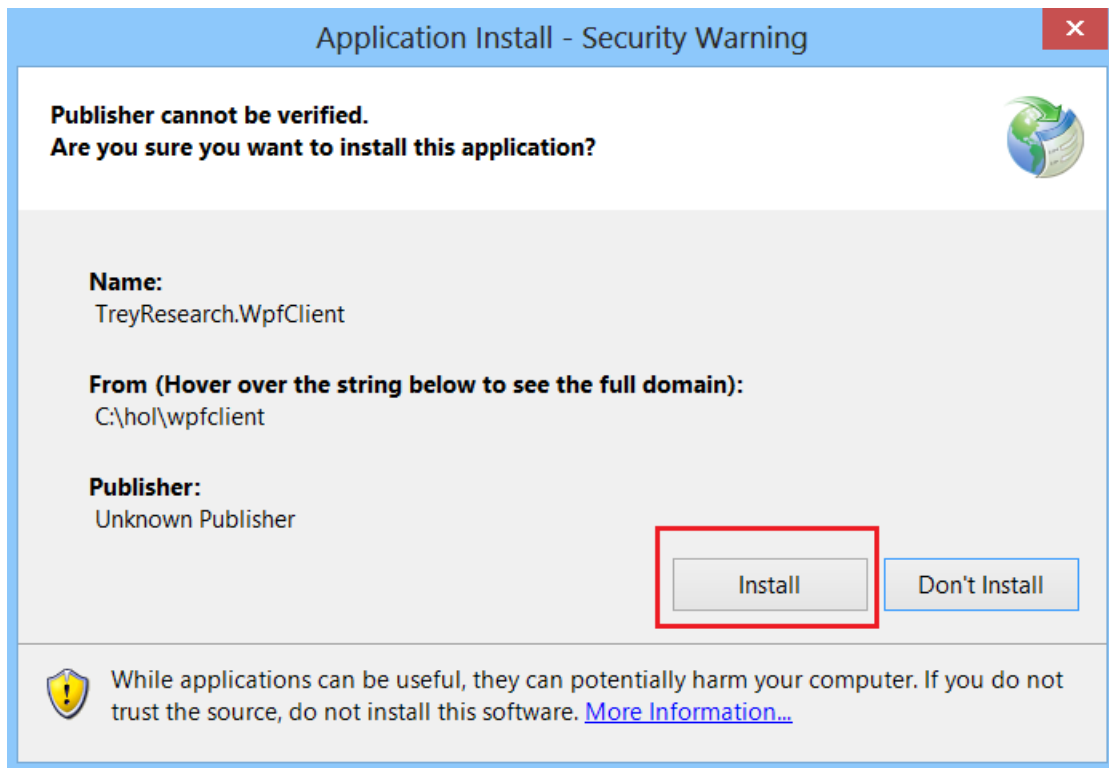 Application Install - Security Warning
Publisher cannot be verified.
Are you sure you want to install this application?
Name:
TreyResearch.WpfClient
From (Hover over the string below to see the full domain):
C:\hol\wpfclient
Publisher:
Unknown Publisher
Install
Don't Install
While applications can be useful, they can potentially harm your computer. If you do not
trust the source, do not install this software. More Information...